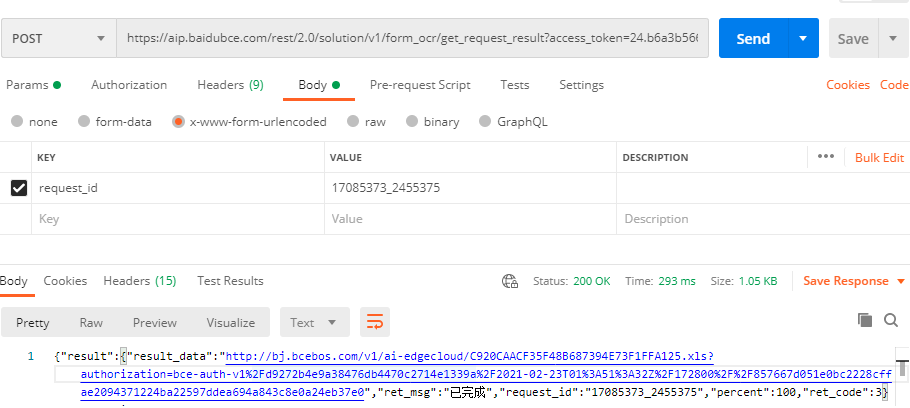 POST
https://aip.baidubce.com/rest/2.0/solution/v1/form_ocr/get_request_result?access_token=24.b6a3b566
Send
Save
Params
Authorization
Headers (9)
Body
Pre-request Script
Tests
Settings
Cookies
Code
none
form-data
x-www-form-urlencoded
raw
binary
GraphQL
KEY
VALUE
DESCRIPTION
•••
Bulk Edit
request_id
17085373_2455375
Key
Value
Description
Body
Cookies
Headers (15)
Test Results
Status: 200 OK
Time: 293 ms
Size: 1.05 KB
Save Response
Pretty
Raw
Preview
Visualize
Text
1
{"result":{"result_data":"http://bj.bcebos.com/v1/ai-edgecloud/C920CAACF35F48B687394E73F1FFA125.xls?
authorization=bce-auth-v1%2Fd9272b4e9a38476db4470c2714e1339a%2F2021-02-23T01%3A51%3A32Z%2F172800%2F%2F857667d051e0bc2228cff
ae2094371224ba22597ddea694a843c8e0a24eb37e0","ret_msg":"已完成","request_id":"17085373_2455375","percent":100,"ret_code":3}